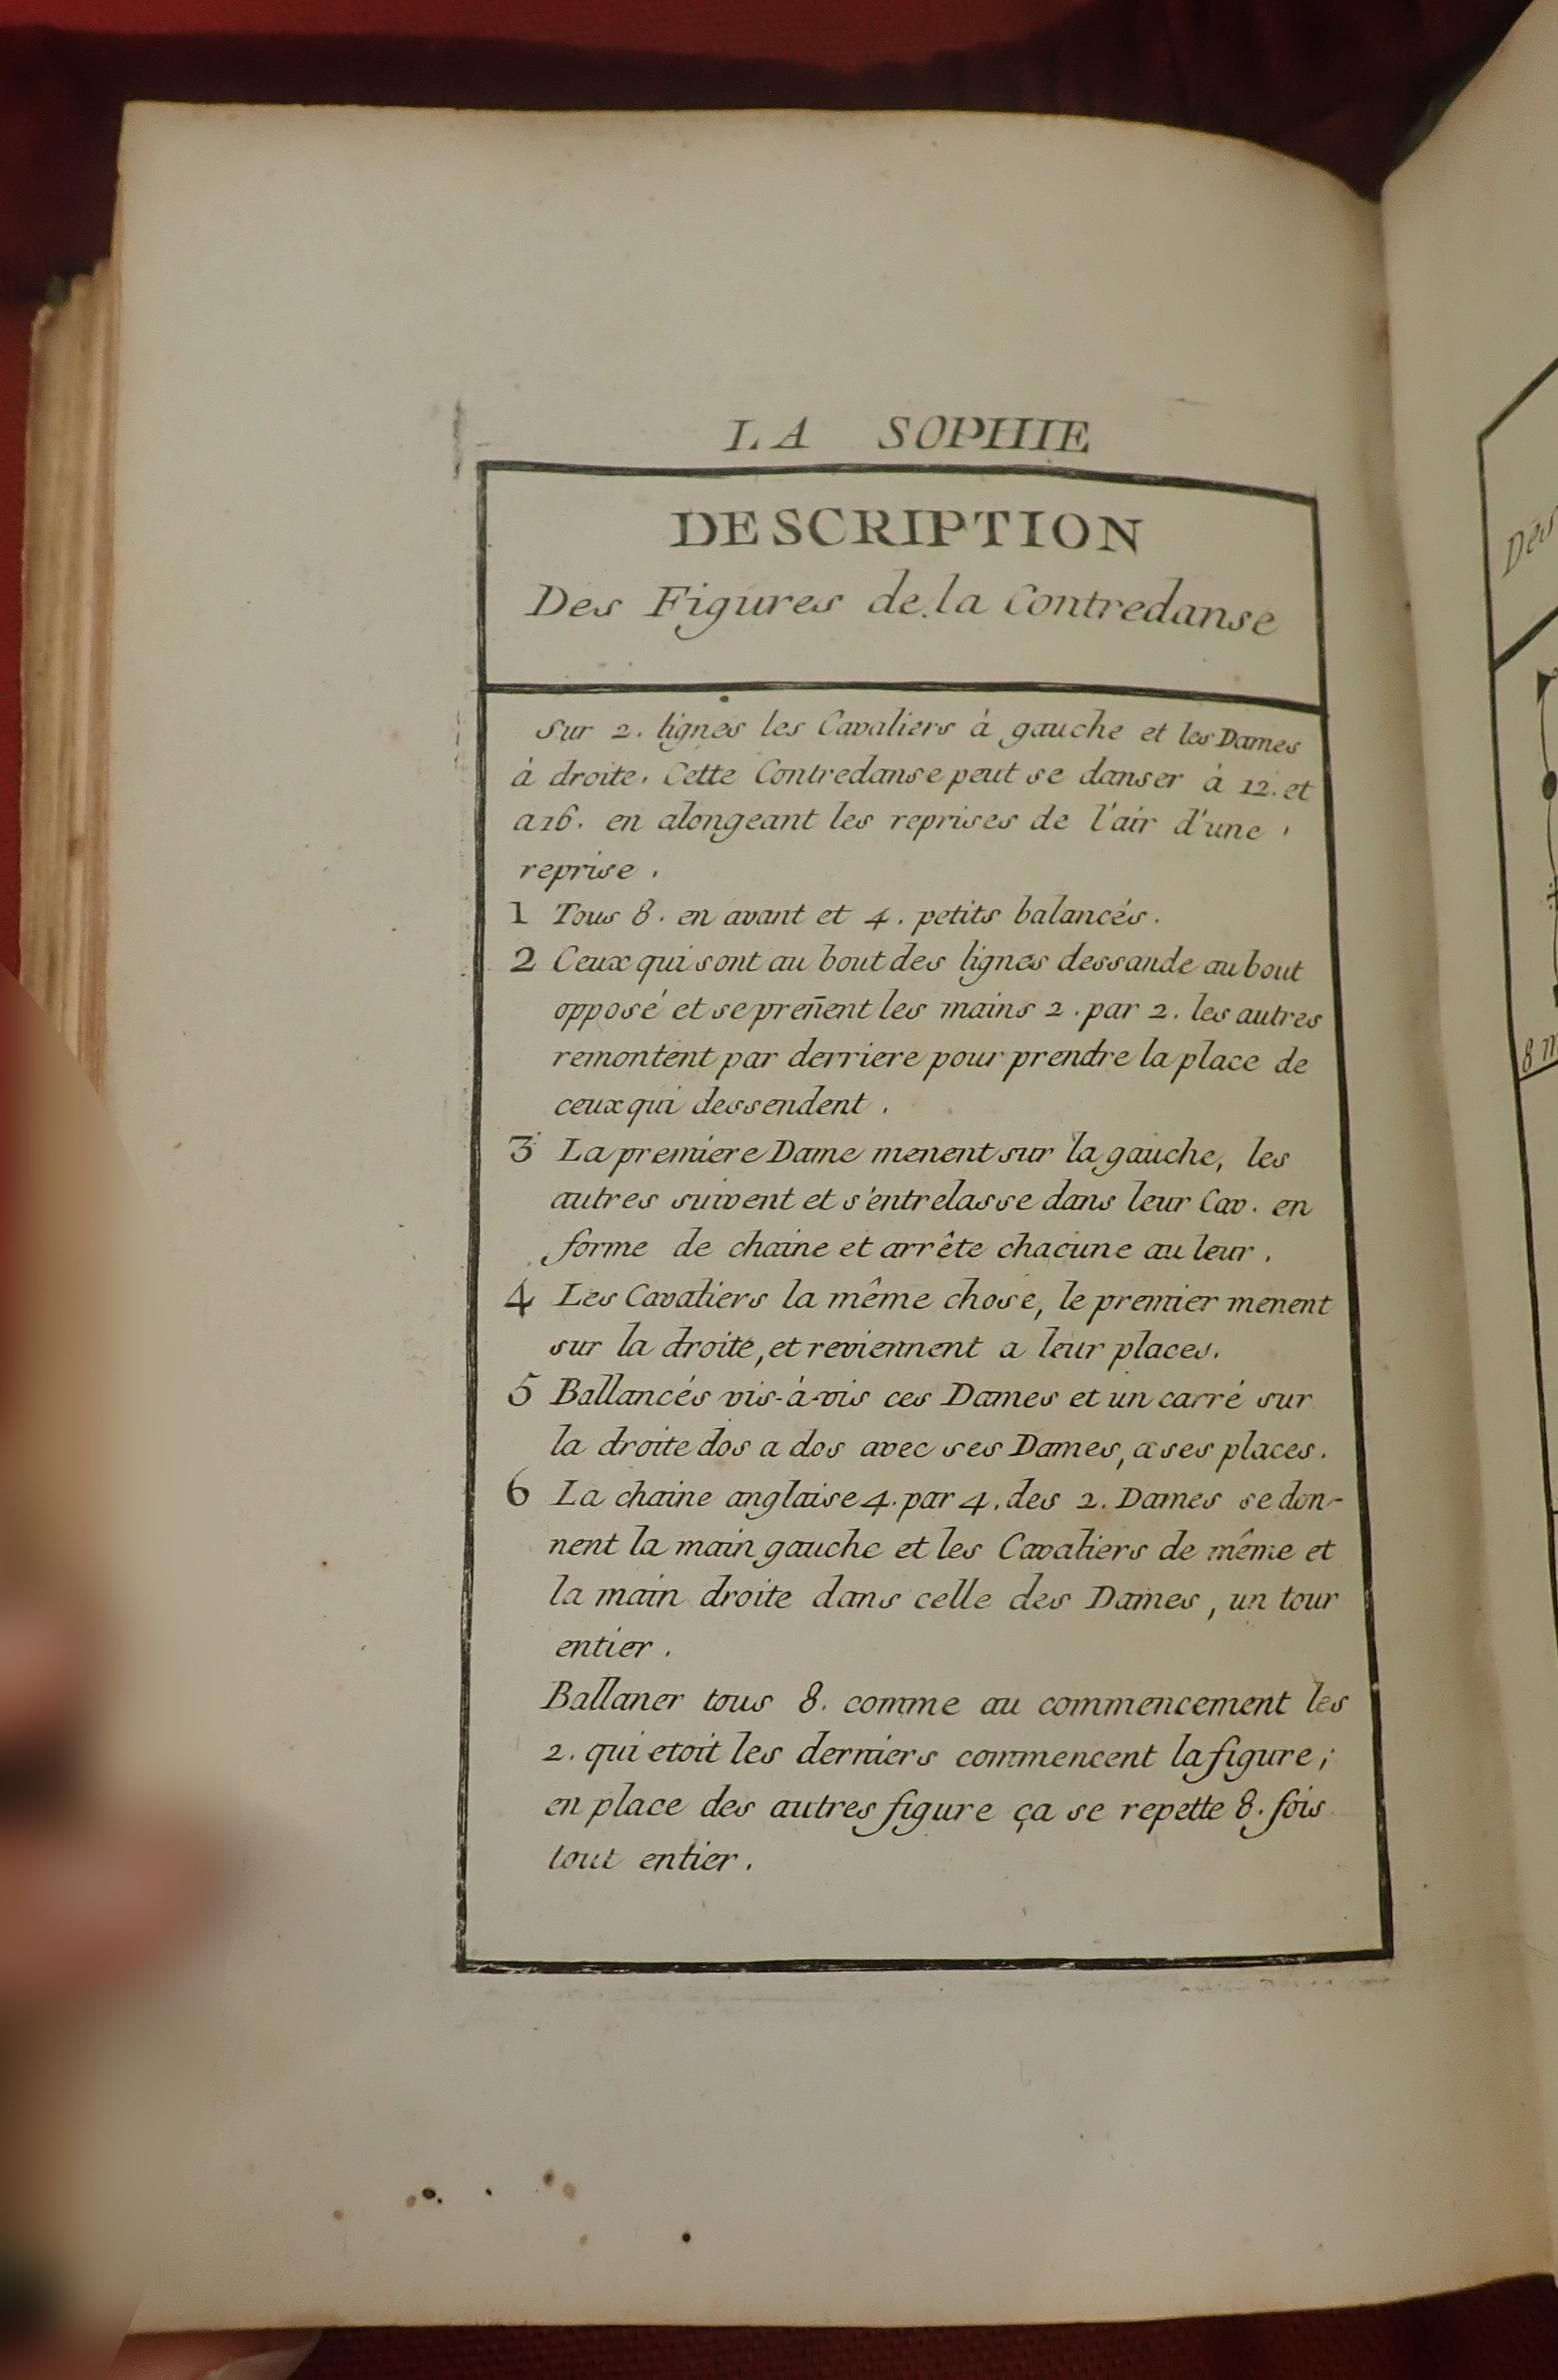 LA SOPHIE
DESCRIPTION
Des Figures de la Contredanse
Sur 2. lignes les Cavaliers à gauche et les Dames
à droite. Cette Contredanse peut se danser à 12. et
a 16. en alongeant les reprises de l'air d'une
reprise.
1 Tous 8. en avant et 4. petits balancés.
2 Ceux qui sont au bout des lignes dessande au bout
opposé et se preñent les mains 2. par 2. les autres
remontent par derriere pour prendre la place de
ceux qui dessendent.
3 La premiere Dame menent sur la gauche, les
autres suivent et s'entrelasse dans leur Cav. en
forme de chaine et arrête chacune au leur.
4 Les Cavaliers la même chose, le premier menent
sur la droite, et reviennent a leur places.
5 Ballancés vis-à-vis ces Dames et un carré sur
la droite dos a dos avec ses Dames, a ses places.
6 La chaine anglaise 4. par 4. des 2. Dames se don-
nent la main gauche et les Cavaliers de même et
la main droite dans celle des Dames, un tour
entier.
Ballaner tous 8. comme au commencement les
2. qui etoit les derniers commencent la figure;
en place des autres figure ça se repette 8. fois
tout entier.
Des
8 m